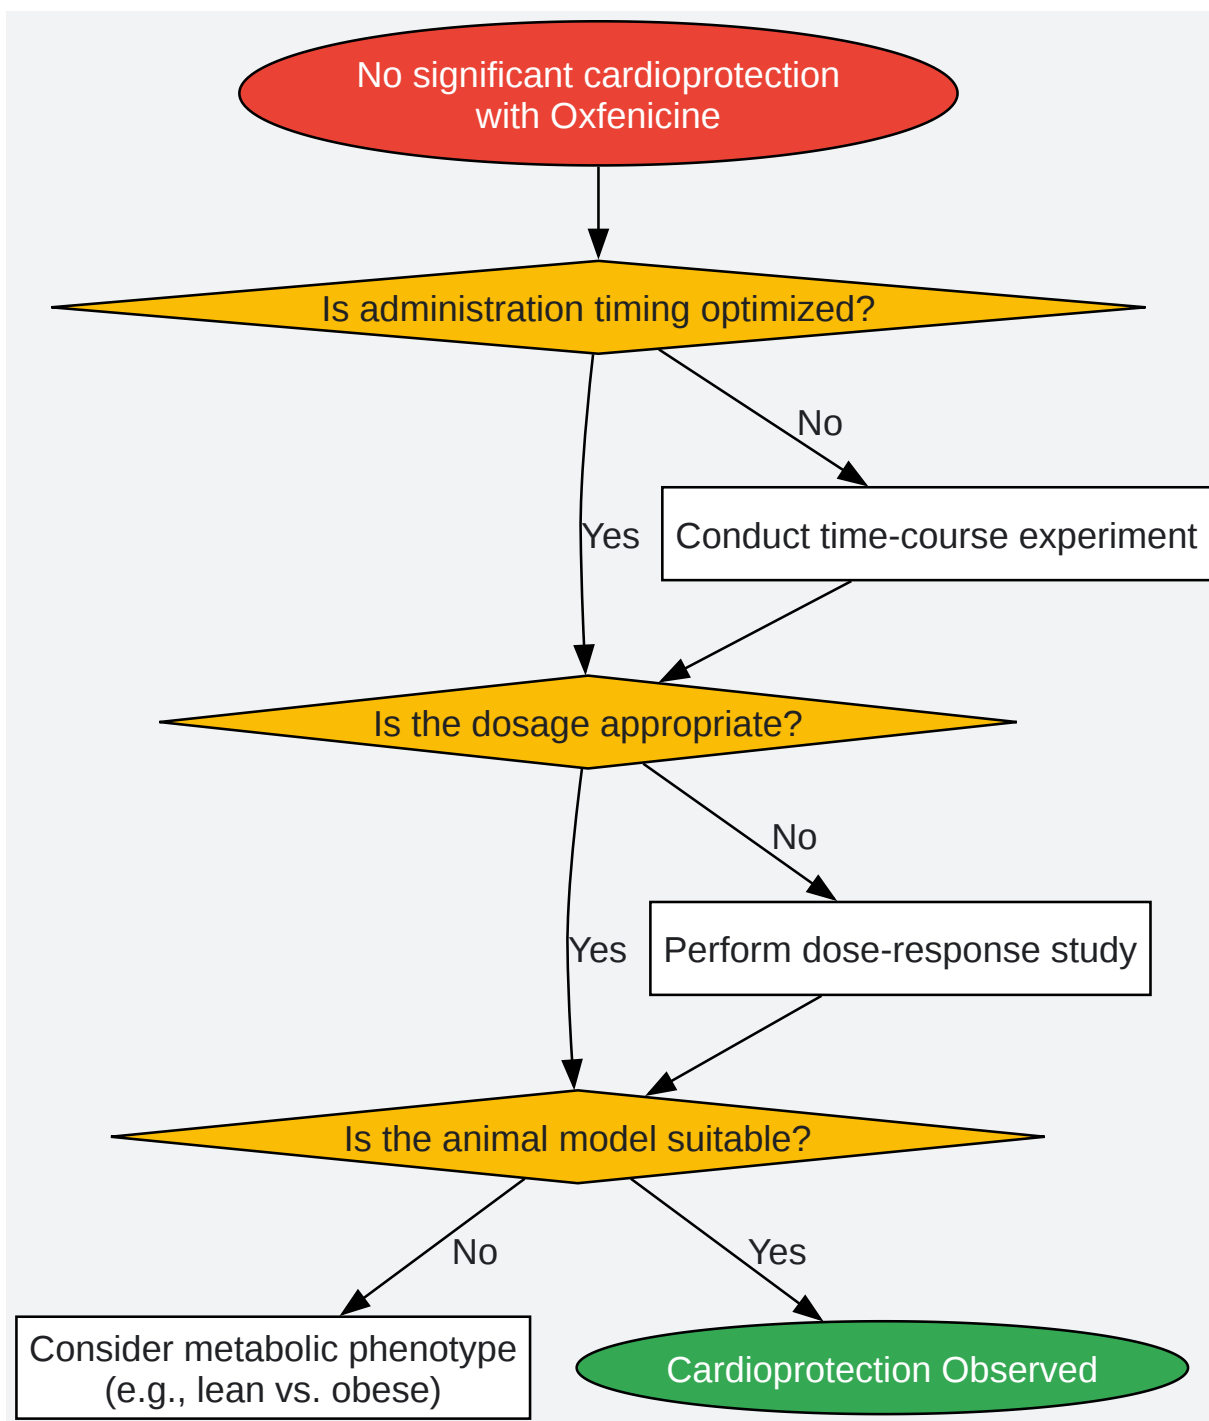 No significant cardioprotection
with Oxfenicine
Is administration timing optimized?
No
Yes
Conduct time-course experiment
Is the dosage appropriate?
No
Yes
Perform dose-response study
Is the animal model suitable?
No
Yes
Consider metabolic phenotype
(e.g., lean vs. obese)
Cardioprotection Observed